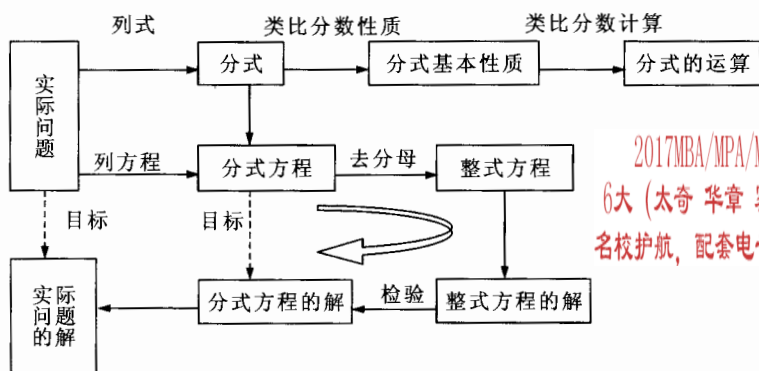 列式
类比分数性质
类比分数计算
实际问题
分式
分式基本性质
分式的运算
列方程
分式方程
去分母
整式方程
2017MBA/MPA/M
6大（太奇 华章
名校护航，配套电
目标
目标
实际问题的解
分式方程的解
检验
整式方程的解